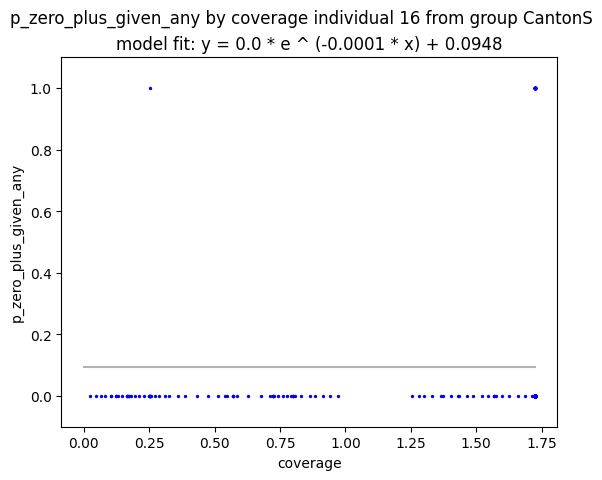 p_zero_plus_given_any by coverage individual 16 from group CantonS
model fit: y = 0.0 * e ^ (-0.0001 * x) + 0.0948
1.0
0.8
0.6
0.4
0.2
0.0
p_zero_plus_given_any
0.00 0.25 0.50 0.75 1.00 1.25 1.50 1.75
coverage